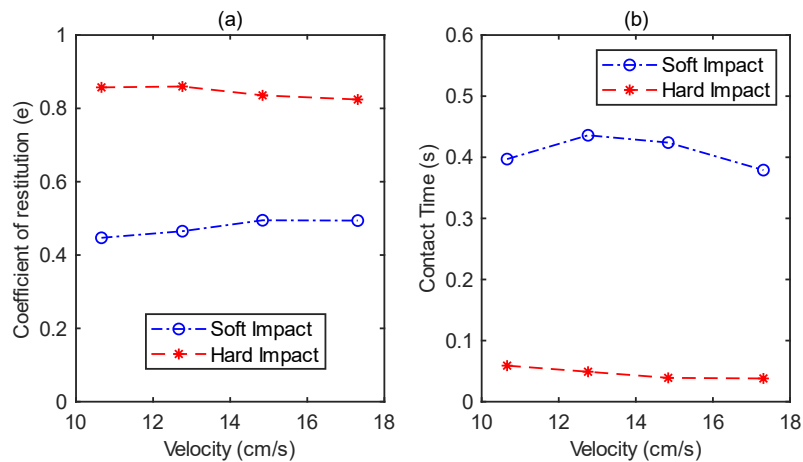 (a)
1
0.8
0.6
0.4
0.2
0
10 12 14 16 18
Velocity (cm/s)
Coefficient of restitution (e)
Soft Impact
Hard Impact
(b)
0.6
0.5
0.4
0.3
0.2
0.1
0
10 12 14 16 18
Velocity (cm/s)
Contact Time (s)
Soft Impact
Hard Impact